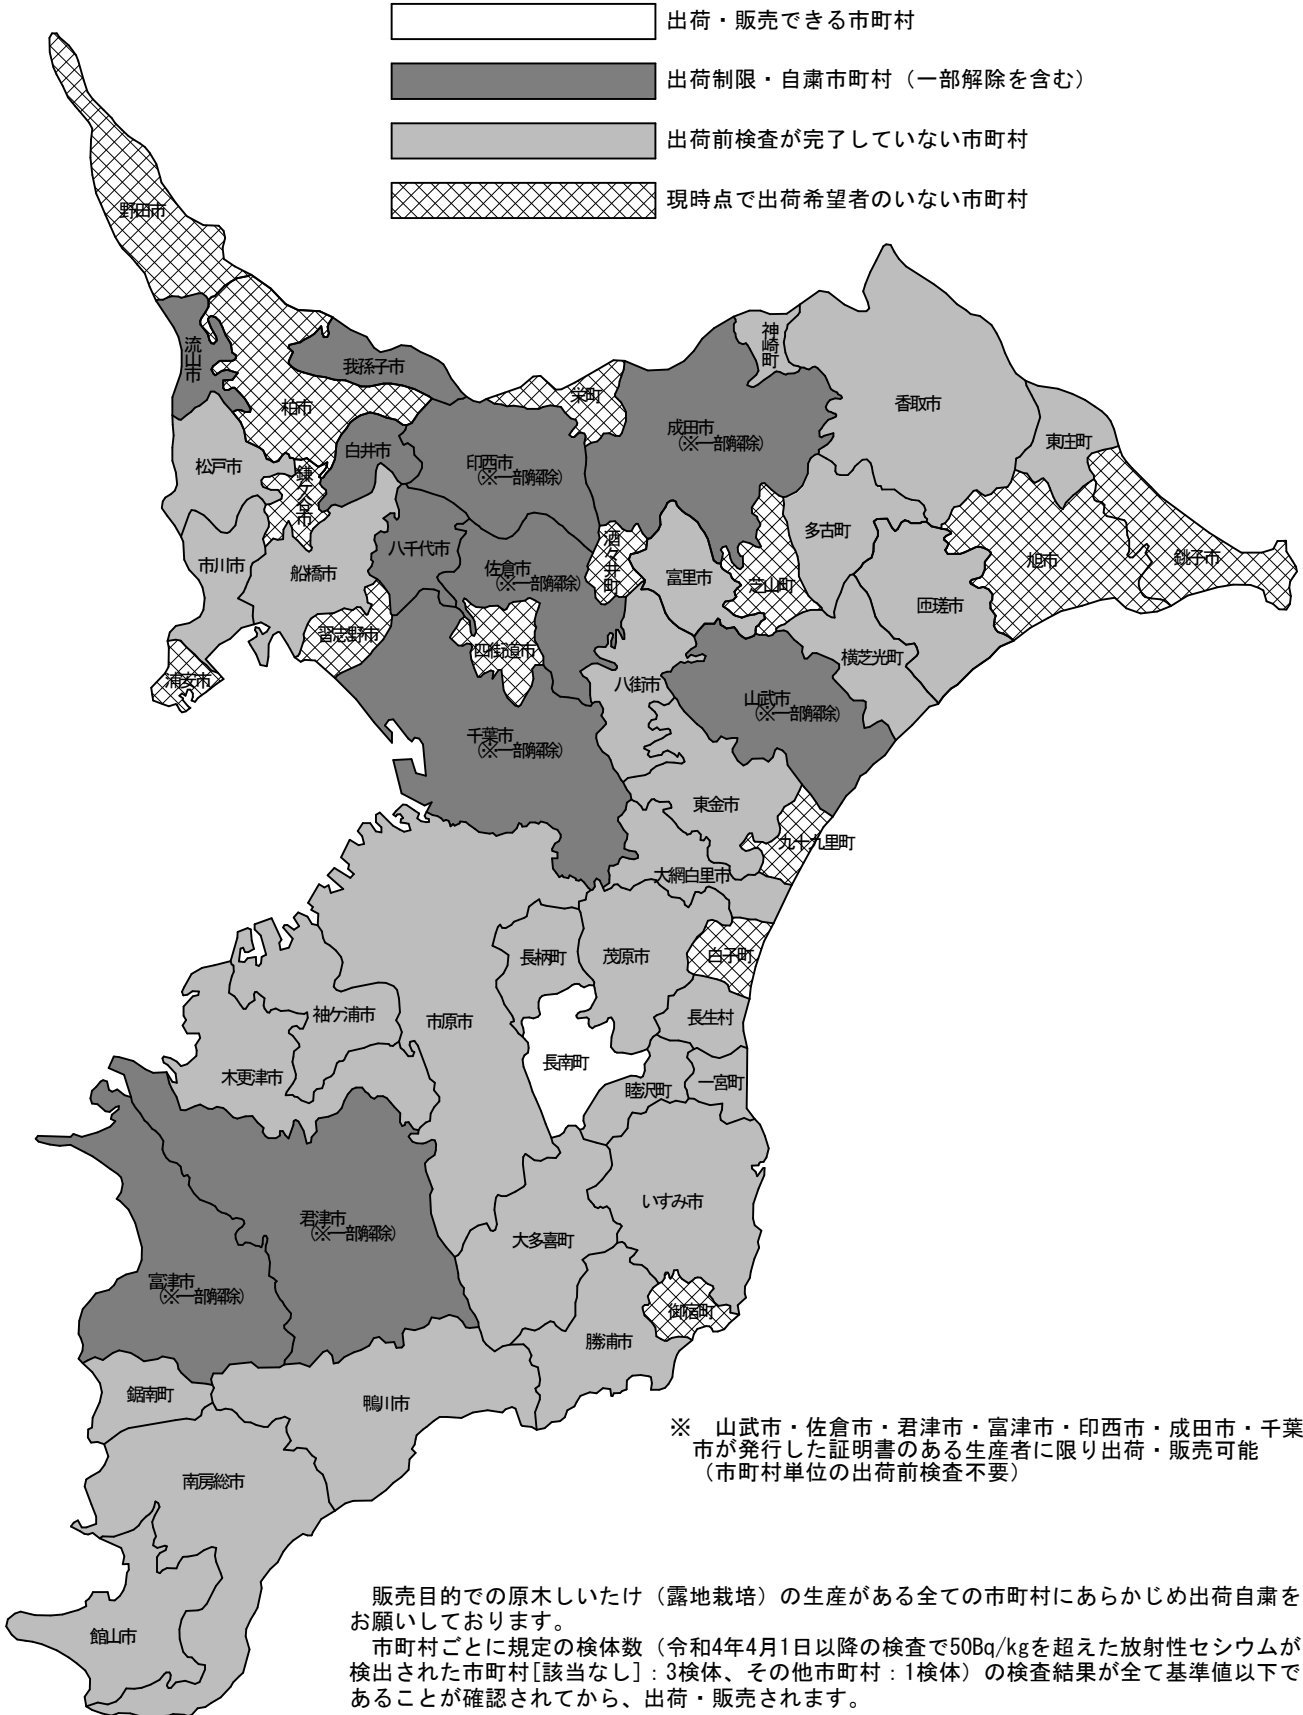 出荷・販売できる市町村
出荷制限・自粛市町村（一部解除を含む）
出荷前検査が完了していない市町村
現時点で出荷希望者のいない市町村
野田市
流山市
我孫子市
柏市
栄町
神崎町
香取市
成田市
（※一部解除）
東庄町
松戸市
鎌ケ谷市
白井市
印西市
（※一部解除）
多古町
旭市
銚子市
市川市
船橋市
八千代市
佐倉市
（※一部解除）
酒々井町
富里市
芝山町
匝瑳市
習志野市
四街道市
浦安市
八街市
横芝光町
山武市
（※一部解除）
千葉市
（※一部解除）
東金市
九十九里町
大網白里市
長柄町
茂原市
白子町
袖ケ浦市
市原市
長生村
木更津市
長南町
睦沢町
一宮町
いすみ市
君津市
（※一部解除）
大多喜町
富津市
（※一部解除）
御宿町
勝浦市
鋸南町
鴨川市
南房総市
館山市
※　山武市・佐倉市・君津市・富津市・印西市・成田市・千葉
市が発行した証明書のある生産者に限り出荷・販売可能
（市町村単位の出荷前検査不要）
販売目的での原木しいたけ（露地栽培）の生産がある全ての市町村にあらかじめ出荷自粛を
お願いしております。
市町村ごとに規定の検体数（令和4年4月1日以降の検査で50Bq/kgを超えた放射性セシウムが
検出された市町村[該当なし]：3検体、その他市町村：1検体）の検査結果が全て基準値以下で
あることが確認されてから、出荷・販売されます。